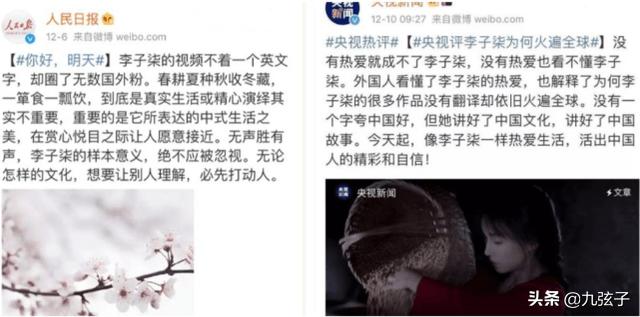 人民日报
人民日报
12-6 来自微博 weibo.com
【#你好，明天#】李子柒的视频不着一个英文
字，却圈了无数国外粉。春耕夏种秋收冬藏，
一箪食一瓢饮，到底是真实生活或精心演绎其
实不重要，重要的是它所表达的中式生活之
美，在赏心悦目之际让人愿意接近。无声胜有
声，李子柒的样本意义，绝不应被忽视。无论
怎样的文化，想要让别人理解，必先打动人。
央视新闻
央视新闻
12-10 09:27 来自微博 weibo.com
#央视热评#【#央视评李子柒为何火遍全球#】没
有热爱就成不了李子柒，没有热爱也看不懂李子
柒。外国人看懂了李子柒的热爱，也解释了为何李
子柒的很多作品没有翻译却依旧火遍全球。没有一
个字夸中国好，但她讲好了中国文化，讲好了中国
故事。今天起，像李子柒一样热爱生活，活出中国
人的精彩和自信！
央视新闻
央视新闻
文章
头条 @九弦子